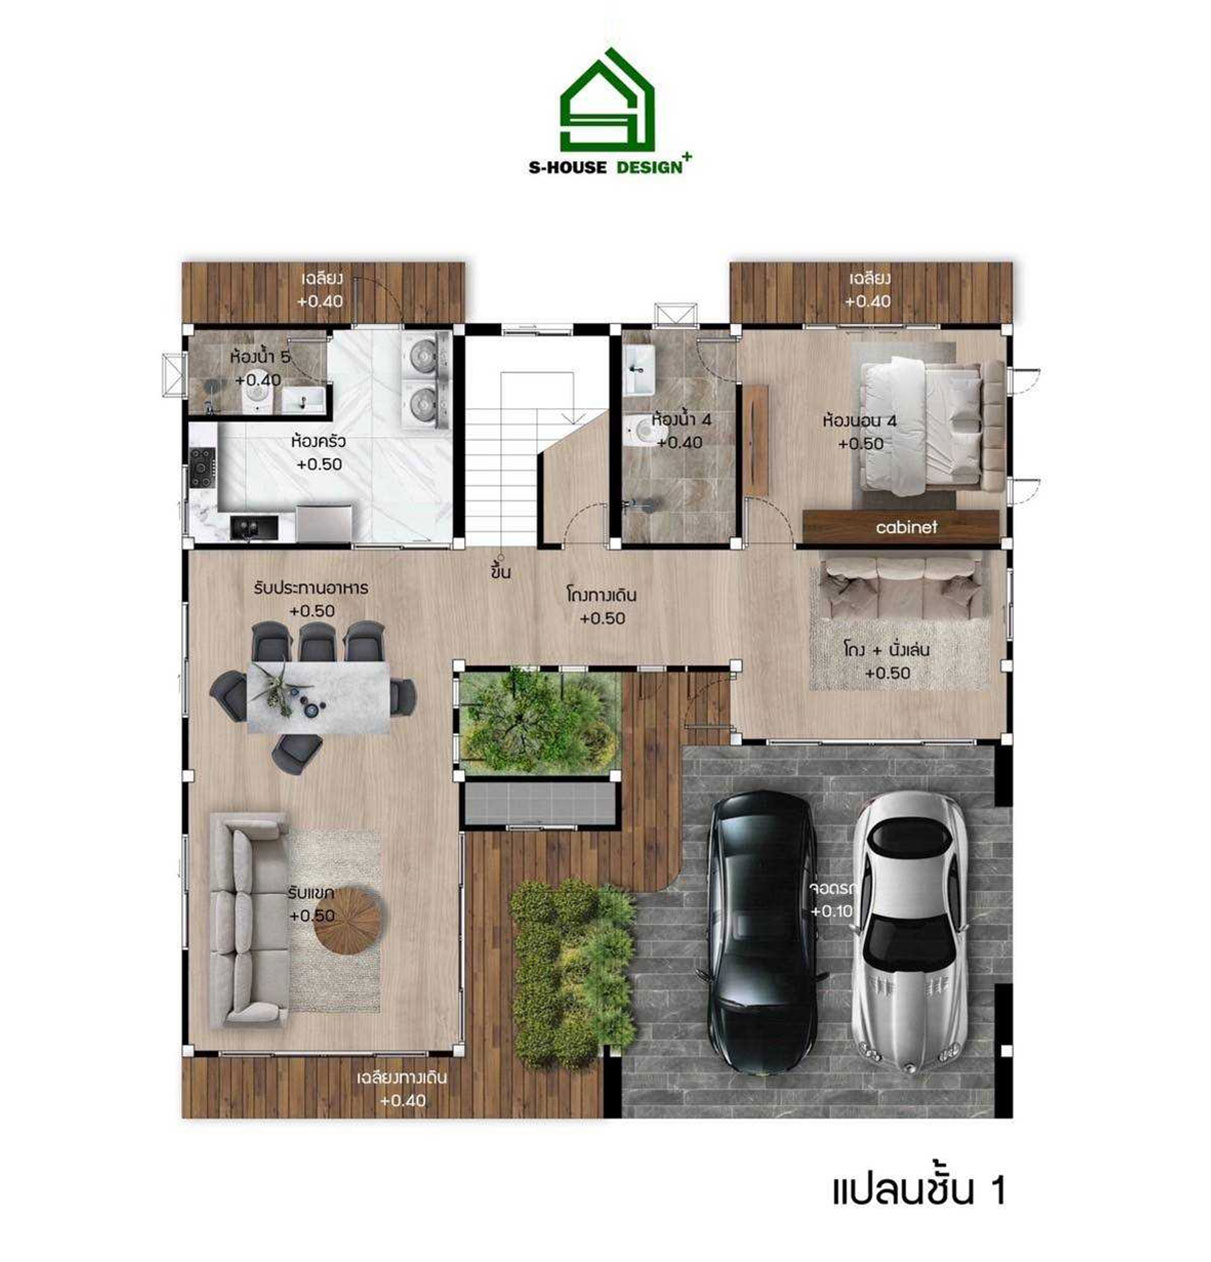 S-HOUSE DESIGN+
เฉลียง
+0.40
เฉลียง
+0.40
ห้องน้ำ 5
+0.40
ห้องครัว
+0.50
ห้องน้ำ 4
+0.40
ห้องนอน 4
+0.50
cabinet
ขึ้น
รับประทานอาหาร
+0.50
โถงทางเดิน
+0.50
โถง + นั่งเล่น
+0.50
รับแขก
+0.50
จอดรถ
+0.10
เฉลียงทางเดิน
+0.40
แปลนชั้น 1